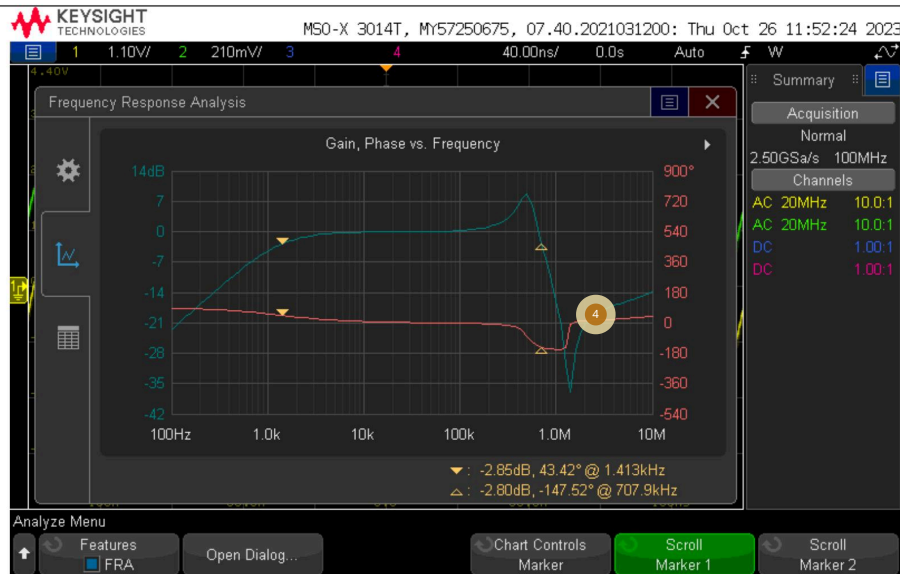 KEYSIGHT
TECHNOLOGIES
MSO-X 3014T, MY57250675, 07.40.2021031200: Thu Oct 26 11:52:24 2023
1 1.10V/ 2 210mV/ 3 4 40.00ns/ 0.0s Auto W
4.40V
Frequency Response Analysis
Gain, Phase vs. Frequency
14dB 900°
7 720
0 540
-7 360
-14 180
-21 0
-28 -180
-35 -360
-42 -540
4
100Hz 1.0k 10k 100k 1.0M 10M
: -2.85dB, 43.42° @ 1.413kHz
: -2.80dB, -147.52° @ 707.9kHz
Summary
Acquisition
Normal
2.50GSa/s 100MHz
Channels
AC 20MHz 10.0:1
AC 20MHz 10.0:1
DC 1.00:1
DC 1.00:1
Analyze Menu
Features
FRA
Open Dialog...
Chart Controls
Marker
Scroll
Marker 1
Scroll
Marker 2